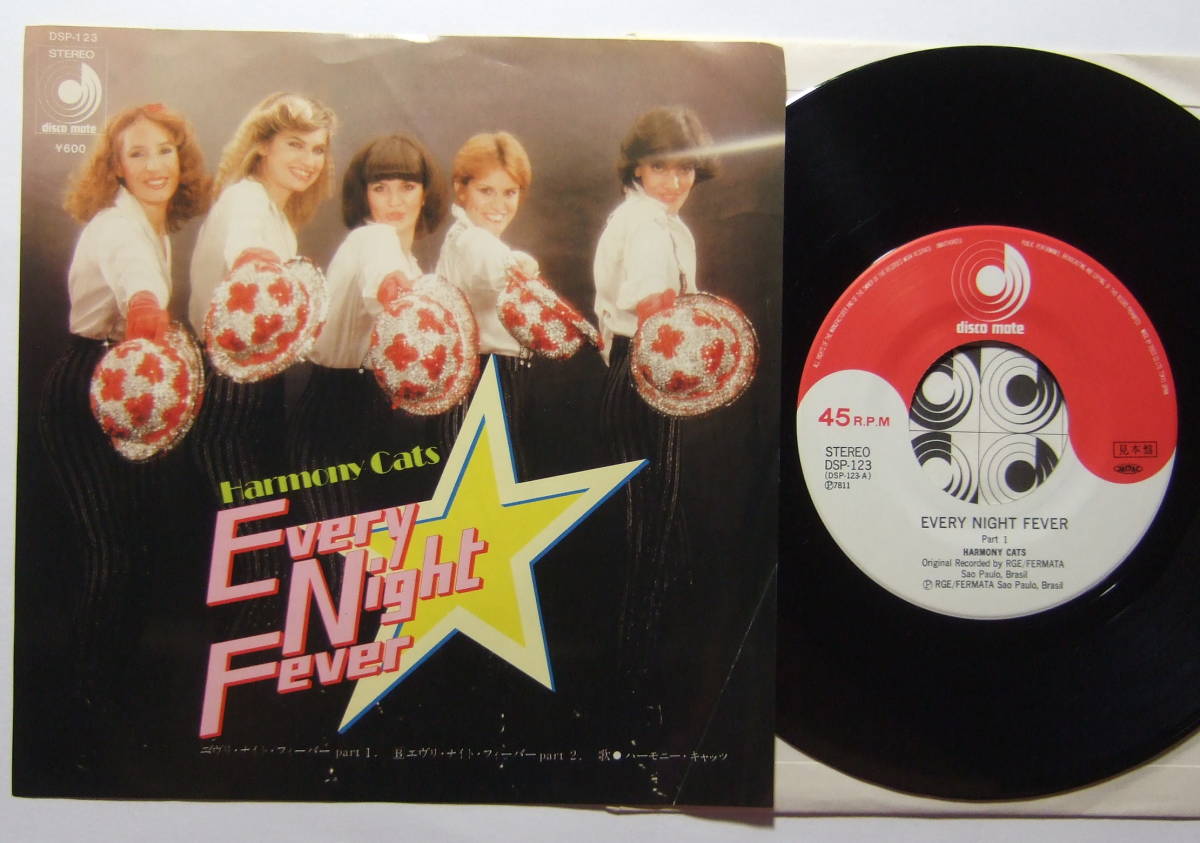 DSP-123
STEREO
disco mate
¥600
Harmony Cats
Every
Night
Fever
エヴリ・ナイト・フィーバー part 1. B エヴリ・ナイト・フィーバー part 2. 歌●ハーモニー・キャッツ
disco mate
45 R.P.M
STEREO
DSP-123
(DSP-123-A)
Ⓟ7811
見本盤
JASRAC
EVERY NIGHT FEVER
Part 1
HARMONY CATS
Original Recorded by RGE/FERMATA
Sao Paulo, Brasil
Ⓟ RGE/FERMATA Sao Paulo, Brasil